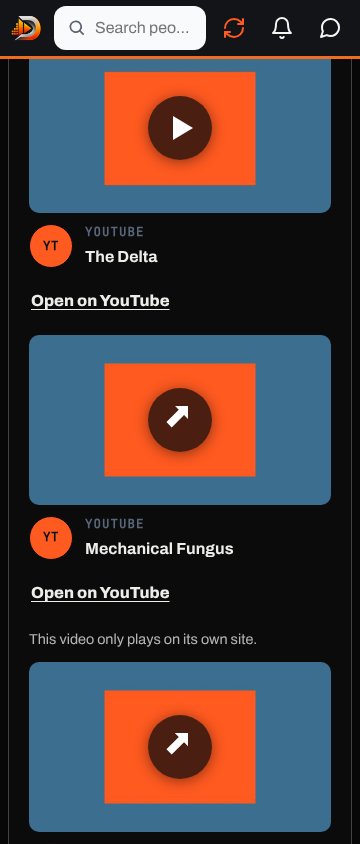 Search peo...
YT
YOUTUBE
The Delta
Open on YouTube
YT
YOUTUBE
Mechanical Fungus
Open on YouTube
This video only plays on its own site.